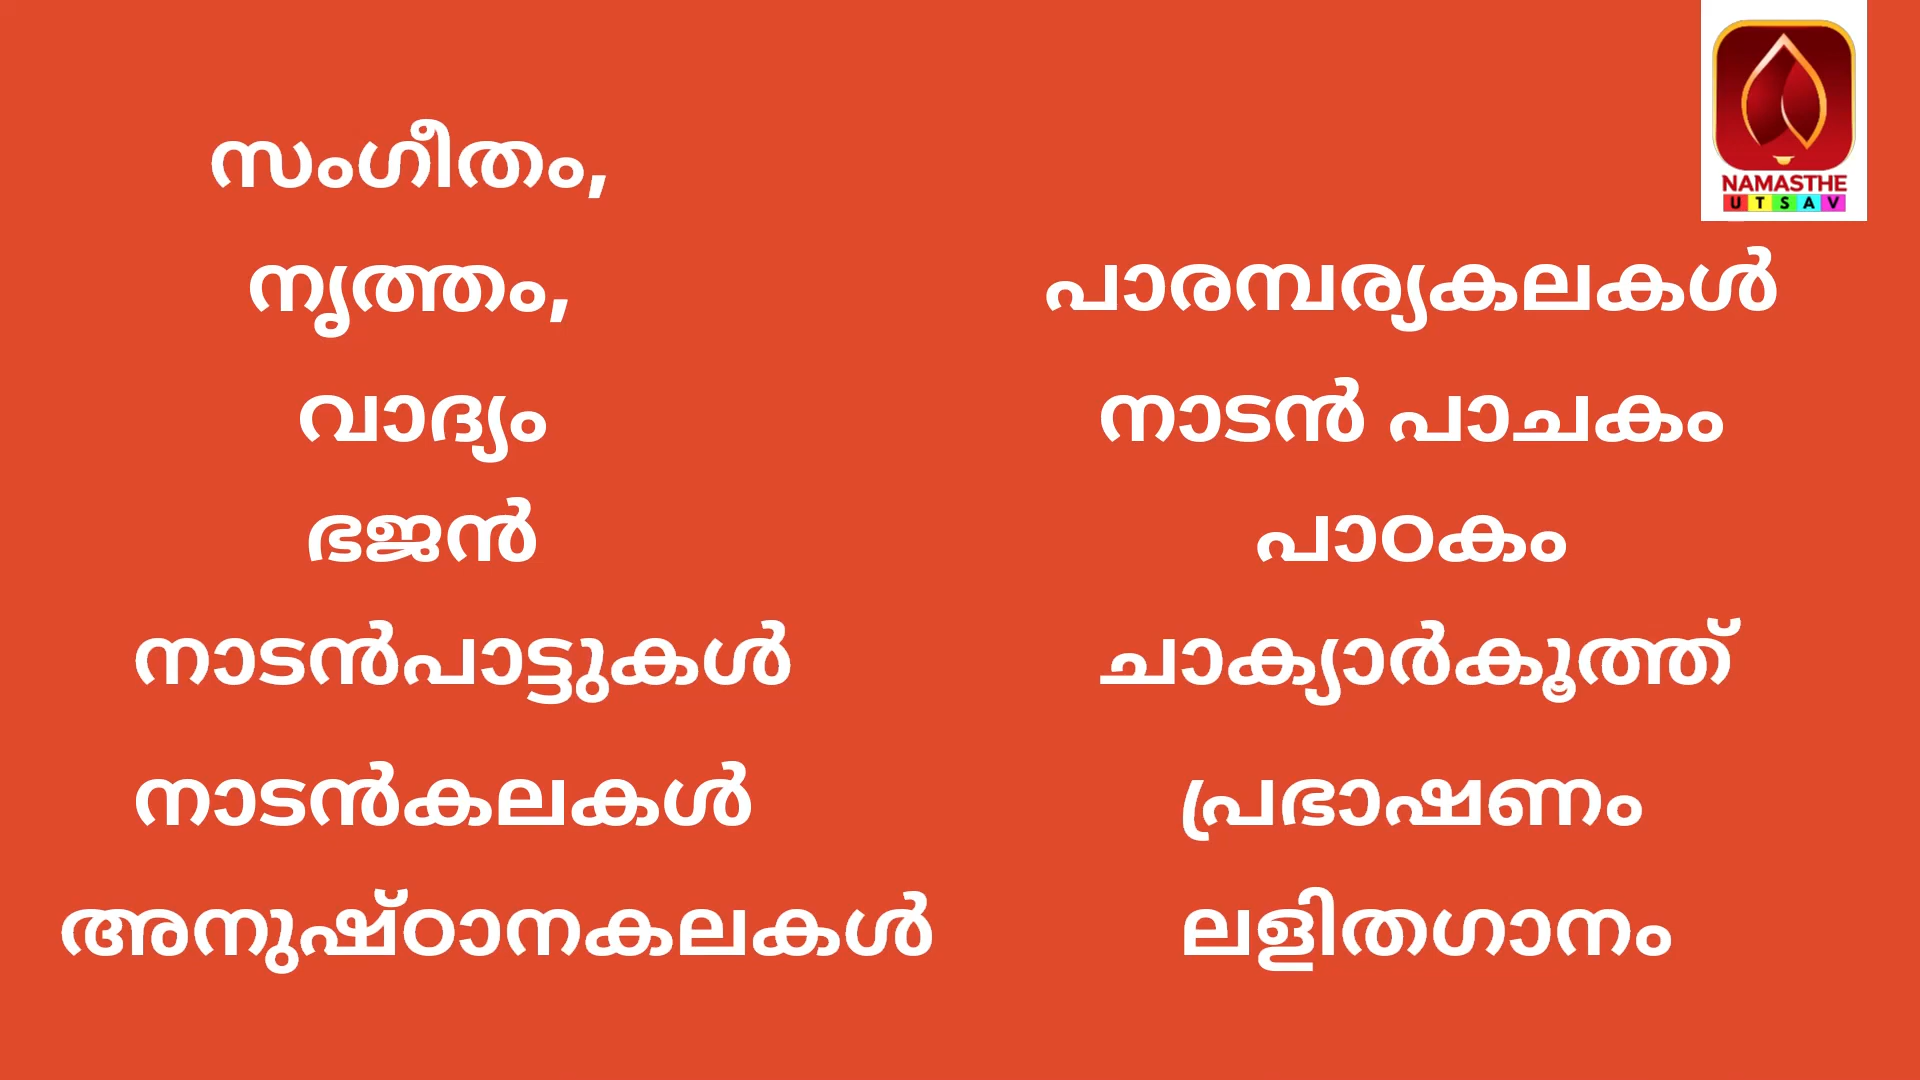 സംഗീതം,
നൃത്തം,
വാദ്യം
ഭജൻ
നാടൻപാട്ടുകൾ
നാടൻകലകൾ
അനുഷ്ഠാനകലകൾ
NAMASTHE
UTSAV
പാരമ്പര്യകലകൾ
നാടൻ പാചകം
പാഠകം
ചാക്യാർകൂത്ത്
പ്രഭാഷണം
ലളിതഗാനം